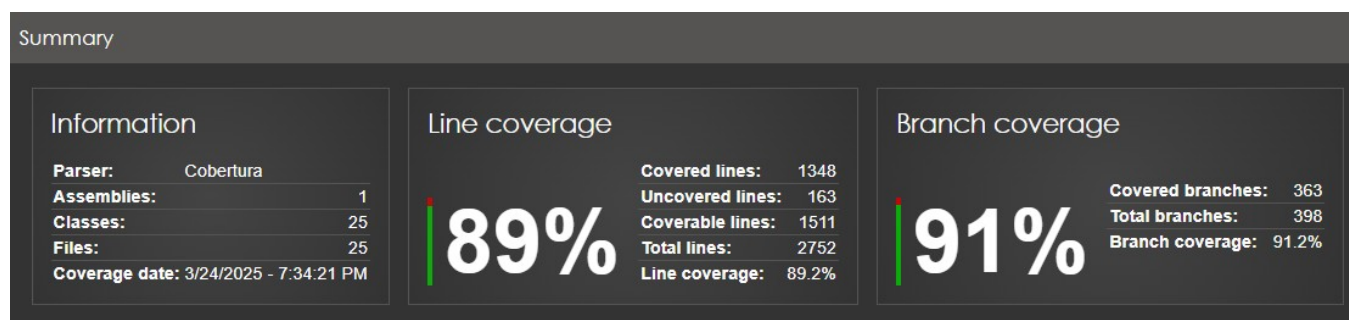 Summary
Information
Parser: Cobertura
Assemblies: 1
Classes: 25
Files: 25
Coverage date: 3/24/2025 - 7:34:21 PM
Line coverage
89%
Covered lines: 1348
Uncovered lines: 163
Coverable lines: 1511
Total lines: 2752
Line coverage: 89.2%
Branch coverage
91%
Covered branches: 363
Total branches: 398
Branch coverage: 91.2%